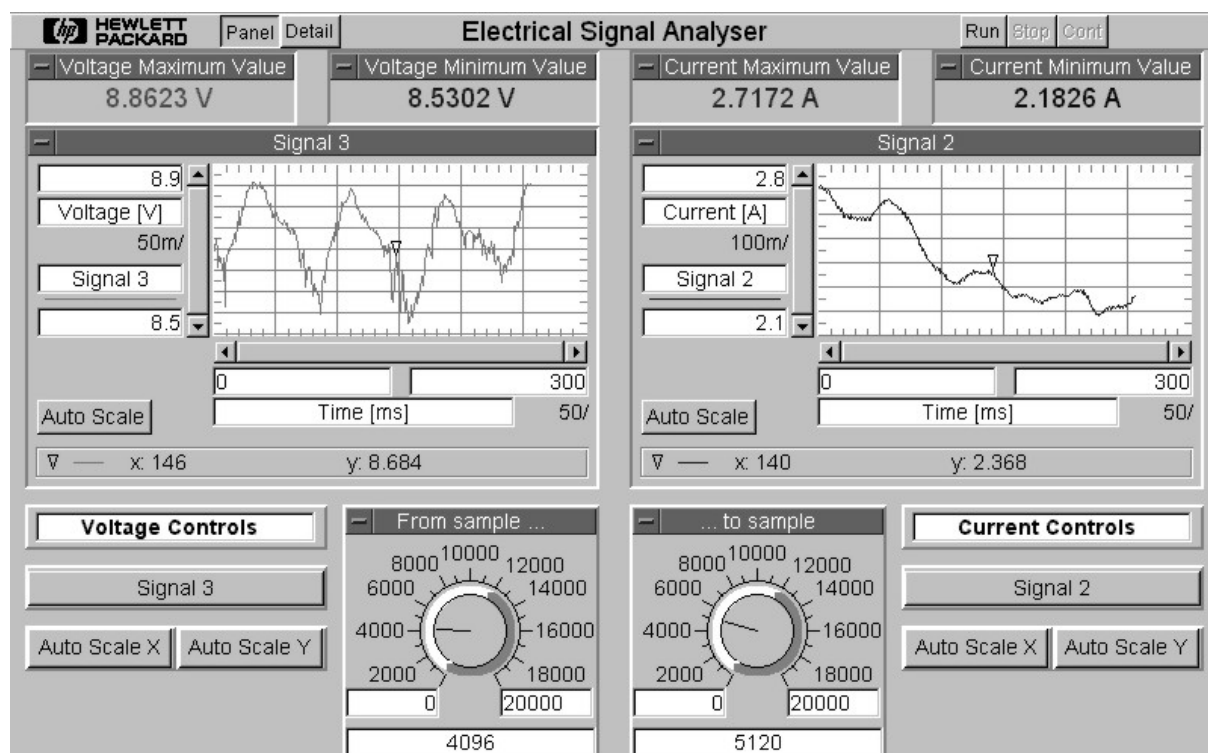 hp HEWLETT PACKARD Panel Detail Electrical Signal Analyser Run Stop Cont
Voltage Maximum Value
8.8623 V
Voltage Minimum Value
8.5302 V
Current Maximum Value
2.7172 A
Current Minimum Value
2.1826 A
Signal 3
8.9
Voltage [V]
50m/
Signal 3
8.5
0 300
Auto Scale Time [ms] 50/
x: 146 y: 8.684
Signal 2
2.8
Current [A]
100m/
Signal 2
2.1
0 300
Auto Scale Time [ms] 50/
x: 140 y: 2.368
Voltage Controls
Signal 3
Auto Scale X Auto Scale Y
From sample ...
10000
8000 12000
6000 14000
4000 16000
2000 18000
0 20000
4096
... to sample
10000
8000 12000
6000 14000
4000 16000
2000 18000
0 20000
5120
Current Controls
Signal 2
Auto Scale X Auto Scale Y